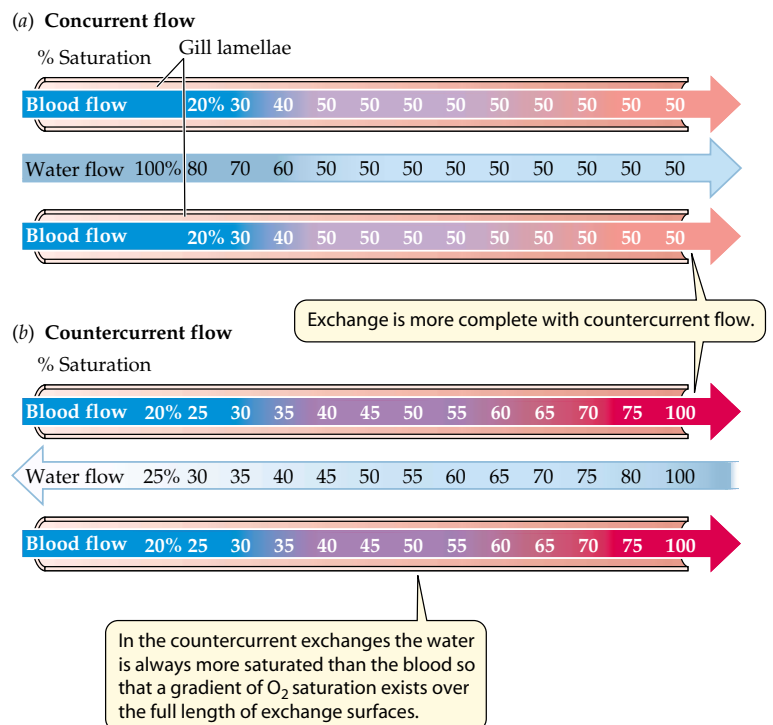 (a) Concurrent flow
% Saturation
Gill lamellae
Blood flow 20% 30 40 50 50 50 50 50 50 50 50 50
Water flow 100% 80 70 60 50 50 50 50 50 50 50 50 50
Blood flow 20% 30 40 50 50 50 50 50 50 50 50 50
Exchange is more complete with countercurrent flow.
(b) Countercurrent flow
% Saturation
Blood flow 20% 25 30 35 40 45 50 55 60 65 70 75 100
Water flow 25% 30 35 40 45 50 55 60 65 70 75 80 100
Blood flow 20% 25 30 35 40 45 50 55 60 65 70 75 100
In the countercurrent exchanges the water
is always more saturated than the blood so
that a gradient of O₂ saturation exists over
the full length of exchange surfaces.